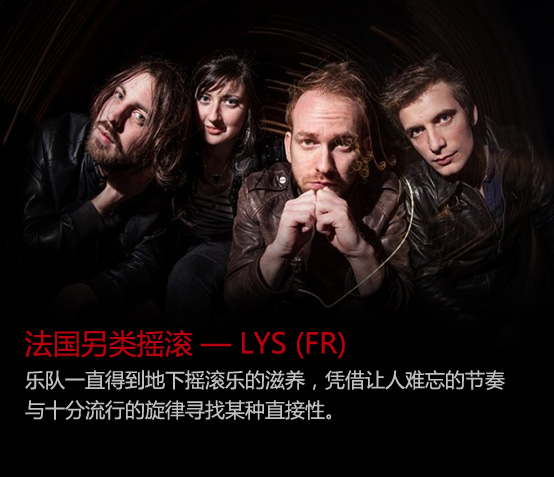 法国另类摇滚 — LYS (FR)
乐队一直得到地下摇滚乐的滋养，凭借让人难忘的节奏
与十分流行的旋律寻找某种直接性。